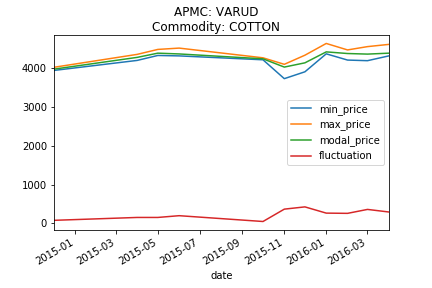 APMC: VARUD
Commodity: COTTON
4000
3000
2000
1000
0
min_price
max_price
modal_price
fluctuation
2015-01
2015-03
2015-05
2015-07
2015-09
2015-11
2016-01
2016-03
date